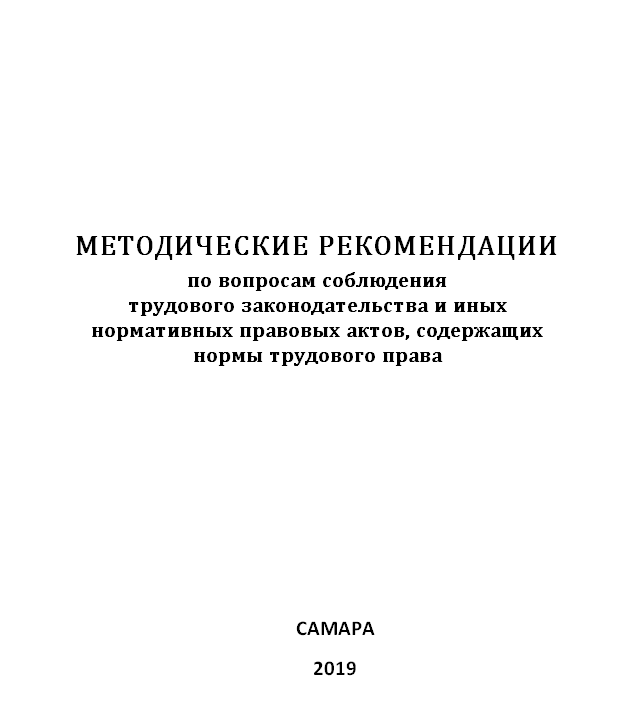 МЕТОДИЧЕСКИЕ РЕКОМЕНДАЦИИ
по вопросам соблюдения
трудового законодательства и иных
нормативных правовых актов, содержащих
нормы трудового права
САМАРА
2019